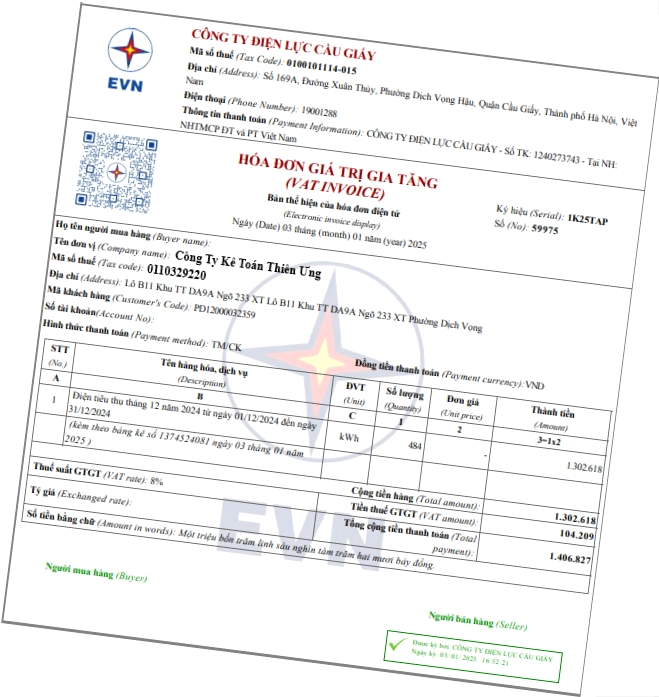 EVN
CÔNG TY ĐIỆN LỰC CẦU GIẤY
Mã số thuế (Tax Code): 0100101114-015
Địa chỉ (Address): Số 169A, Đường Xuân Thủy, Phường Dịch Vọng Hậu, Quận Cầu Giấy, Thành phố Hà Nội, Việt
Nam
Điện thoại (Phone Number): 19001288
Thông tin thanh toán (Payment Information): CÔNG TY ĐIỆN LỰC CẦU GIẤY - Số TK: 1240273743 - Tại NH:
NHTMCP ĐT và PT Việt Nam
HÓA ĐƠN GIÁ TRỊ GIA TĂNG
(VAT INVOICE)
Bản thể hiện của hóa đơn điện tử
(Electronic invoice display)
Ngày (Date) 03 tháng (month) 01 năm (year) 2025
Ký hiệu (Serial): 1K25TAP
Số (No): 59975
Họ tên người mua hàng (Buyer name):
Tên đơn vị (Company name): Công Ty Kế Toán Thiên Ưng
Mã số thuế (Tax code): 0110329220
Địa chỉ (Address): Lô B11 Khu TT DA9A Ngõ 233 XT Lô B11 Khu TT DA9A Ngõ 233 XT Phường Dịch Vọng
Mã khách hàng (Customer's Code): PD12000032359
Số tài khoản(Account No):
Hình thức thanh toán (Payment method): TM/CK
Đồng tiền thanh toán (Payment currency):VND
STT
(No.)
Tên hàng hóa, dịch vụ
(Description)
ĐVT
(Unit)
Số lượng
(Quantity)
Đơn giá
(Unit price)
Thành tiền
(Amount)
A B C 1 2 3=1x2
1 Điện tiêu thụ tháng 12 năm 2024 từ ngày 01/12/2024 đến ngày
31/12/2024
(kèm theo bảng kê số 1374524081 ngày 03 tháng 01 năm
2025 )
kWh 484 - 1.302.618
Cộng tiền hàng (Total amount): 1.302.618
Thuế suất GTGT (VAT rate): 8%
Tiền thuế GTGT (VAT amount): 104.209
Tỷ giá (Exchanged rate):
Tổng cộng tiền thanh toán (Total
payment): 1.406.827
Số tiền bằng chữ (Amount in words): Một triệu bốn trăm linh sáu nghìn tám trăm hai mươi bảy đồng.
EVN
Người mua hàng (Buyer)
Người bán hàng (Seller)
Được ký bởi: CÔNG TY ĐIỆN LỰC CẦU GIẤY
Ngày ký: 03/01/2025 16:52:21